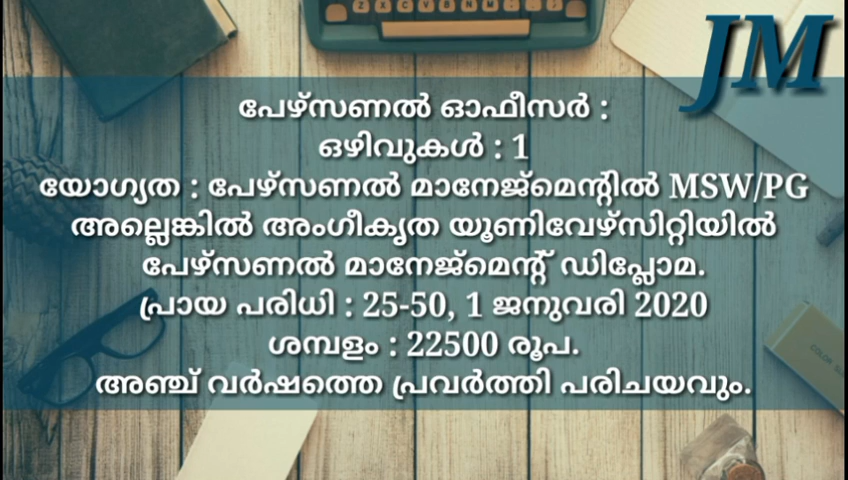 JM
പേഴ്സണൽ ഓഫീസർ :
ഒഴിവുകൾ : 1
യോഗ്യത : പേഴ്സണൽ മാനേജ്മെന്റിൽ MSW/PG
അല്ലെങ്കിൽ അംഗീകൃത യൂണിവേഴ്സിറ്റിയിൽ
പേഴ്സണൽ മാനേജ്മെന്റ് ഡിപ്ലോമ.
പ്രായ പരിധി : 25-50, 1 ജനുവരി 2020
ശമ്പളം : 22500 രൂപ.
അഞ്ച് വർഷത്തെ പ്രവർത്തി പരിചയവും.